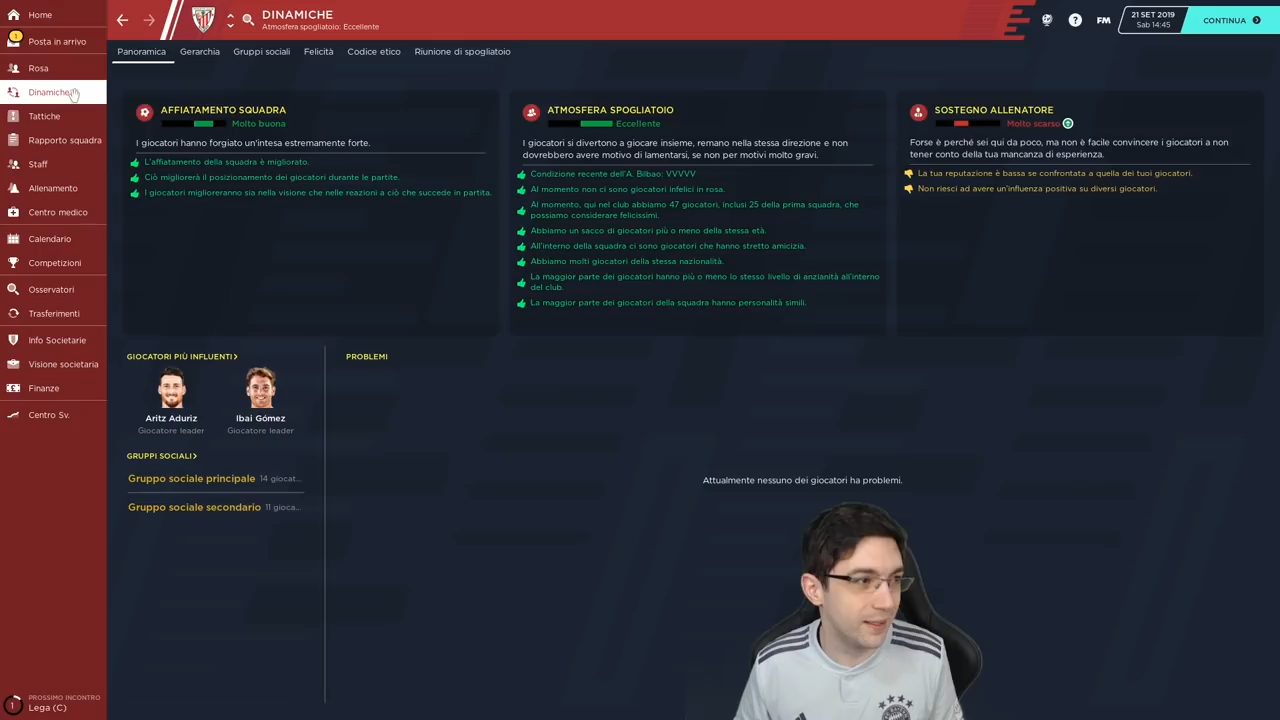 Home
Posta in arrivo
1
Rosa
Dinamiche
Tattiche
Rapporto squadra
Staff
Allenamento
Centro medico
Calendario
Competizioni
Osservatori
Trasferimenti
Info Societarie
Visione societaria
Finanze
Centro Sv.
PROSSIMO INCONTRO
1 Lega (C)
DINAMICHE
Atmosfera spogliatoio: Eccellente
?
FM
21 SET 2019
Sab 14:45
CONTINUA
Panoramica Gerarchia Gruppi sociali Felicità Codice etico Riunione di spogliatoio
AFFIATAMENTO SQUADRA
Molto buona
I giocatori hanno forgiato un'intesa estremamente forte.
L'affiatamento della squadra è migliorato.
Ciò migliorerà il posizionamento dei giocatori durante le partite.
I giocatori miglioreranno sia nella visione che nelle reazioni a ciò che succede in partita.
ATMOSFERA SPOGLIATOIO
Eccellente
I giocatori si divertono a giocare insieme, remano nella stessa direzione e non
dovrebbero avere motivo di lamentarsi, se non per motivi molto gravi.
Condizione recente dell'A. Bilbao: VVVVV
Al momento non ci sono giocatori infelici in rosa.
Al momento, qui nel club abbiamo 47 giocatori, inclusi 25 della prima squadra, che
possiamo considerare felicissimi.
Abbiamo un sacco di giocatori più o meno della stessa età.
All'interno della squadra ci sono giocatori che hanno stretto amicizia.
Abbiamo molti giocatori della stessa nazionalità.
La maggior parte dei giocatori hanno più o meno lo stesso livello di anzianità all'interno
del club.
La maggior parte dei giocatori della squadra hanno personalità simili.
SOSTEGNO ALLENATORE
Molto scarso
Forse è perché sei qui da poco, ma non è facile convincere i giocatori a non
tener conto della tua mancanza di esperienza.
La tua reputazione è bassa se confrontata a quella dei tuoi giocatori.
Non riesci ad avere un'influenza positiva su diversi giocatori.
GIOCATORI PIÙ INFLUENTI
Aritz Aduriz
Giocatore leader
Ibai Gómez
Giocatore leader
GRUPPI SOCIALI
Gruppo sociale principale 14 giocat...
Gruppo sociale secondario 11 gioca...
PROBLEMI
Attualmente nessuno dei giocatori ha problemi.